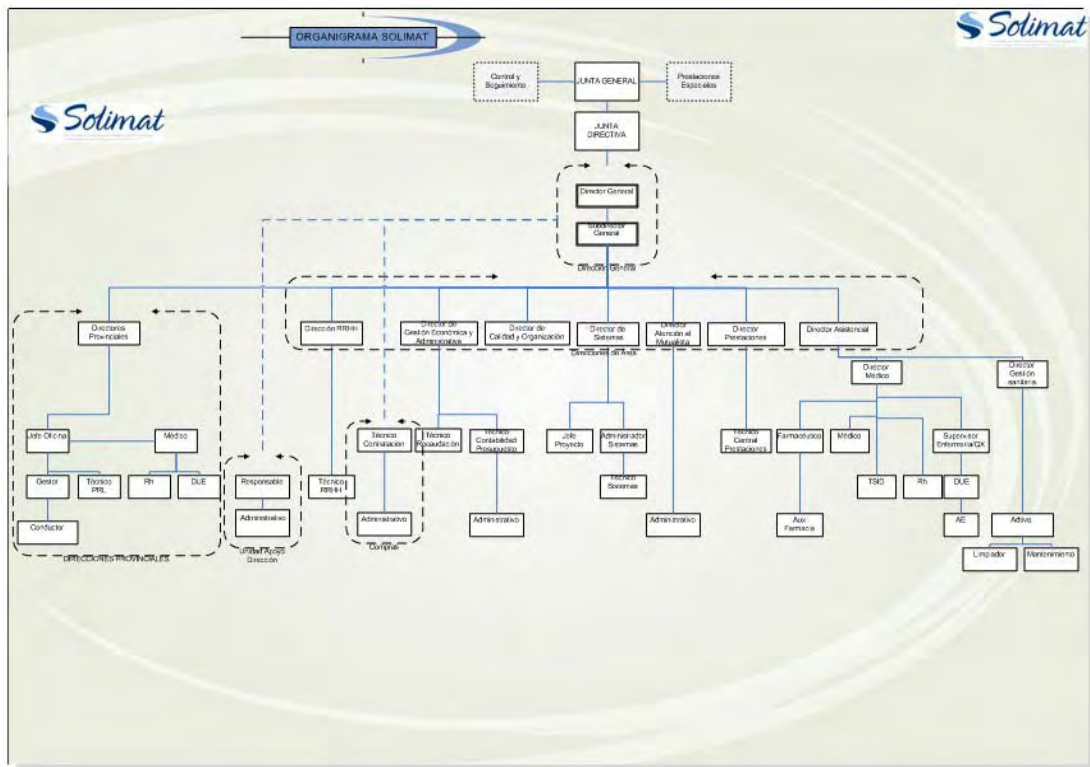 ORGANIGRAMA SOLIMAT
Solimat
Solimat
Control y
Seguimiento
JUNTA GENERAL
Prestaciones
Especiales
JUNTA
DIRECTIVA
Director General
Subdirector
General
Dirección General
Directores
Provinciales
Dirección RRHH
Director de
Gestión Económica y
Administrativa
Director de
Calidad y Organización
Director de
Sistemas
Director
Atención al
Mutualista
Director
Prestaciones
Director Asistencial
Direcciones de Área
Director
Médico
Director
Gestión
sanitaria
Jefe Oficina
Médico
Técnico
Contratación
Técnico
Recaudación
Técnico
Contabilidad
Presupuesto
Jefe
Proyecto
Administrador
Sistemas
Técnico
Central
Prestaciones
Farmacéutico
Médico
Supervisor
Enfermería/QX
Gestor
Técnico
PRL
Rh
DUE
Responsable
Técnico
RRHH
Técnico
Sistemas
TSID
Rh
DUE
Conductor
Administrativo
Administrativo
Administrativo
Administrativo
Aux
Farmacia
AE
Advo
DIRECCIONES PROVINCIALES
Unidad Apoyo
Dirección
Compras
Limpiador
Mantenimiento